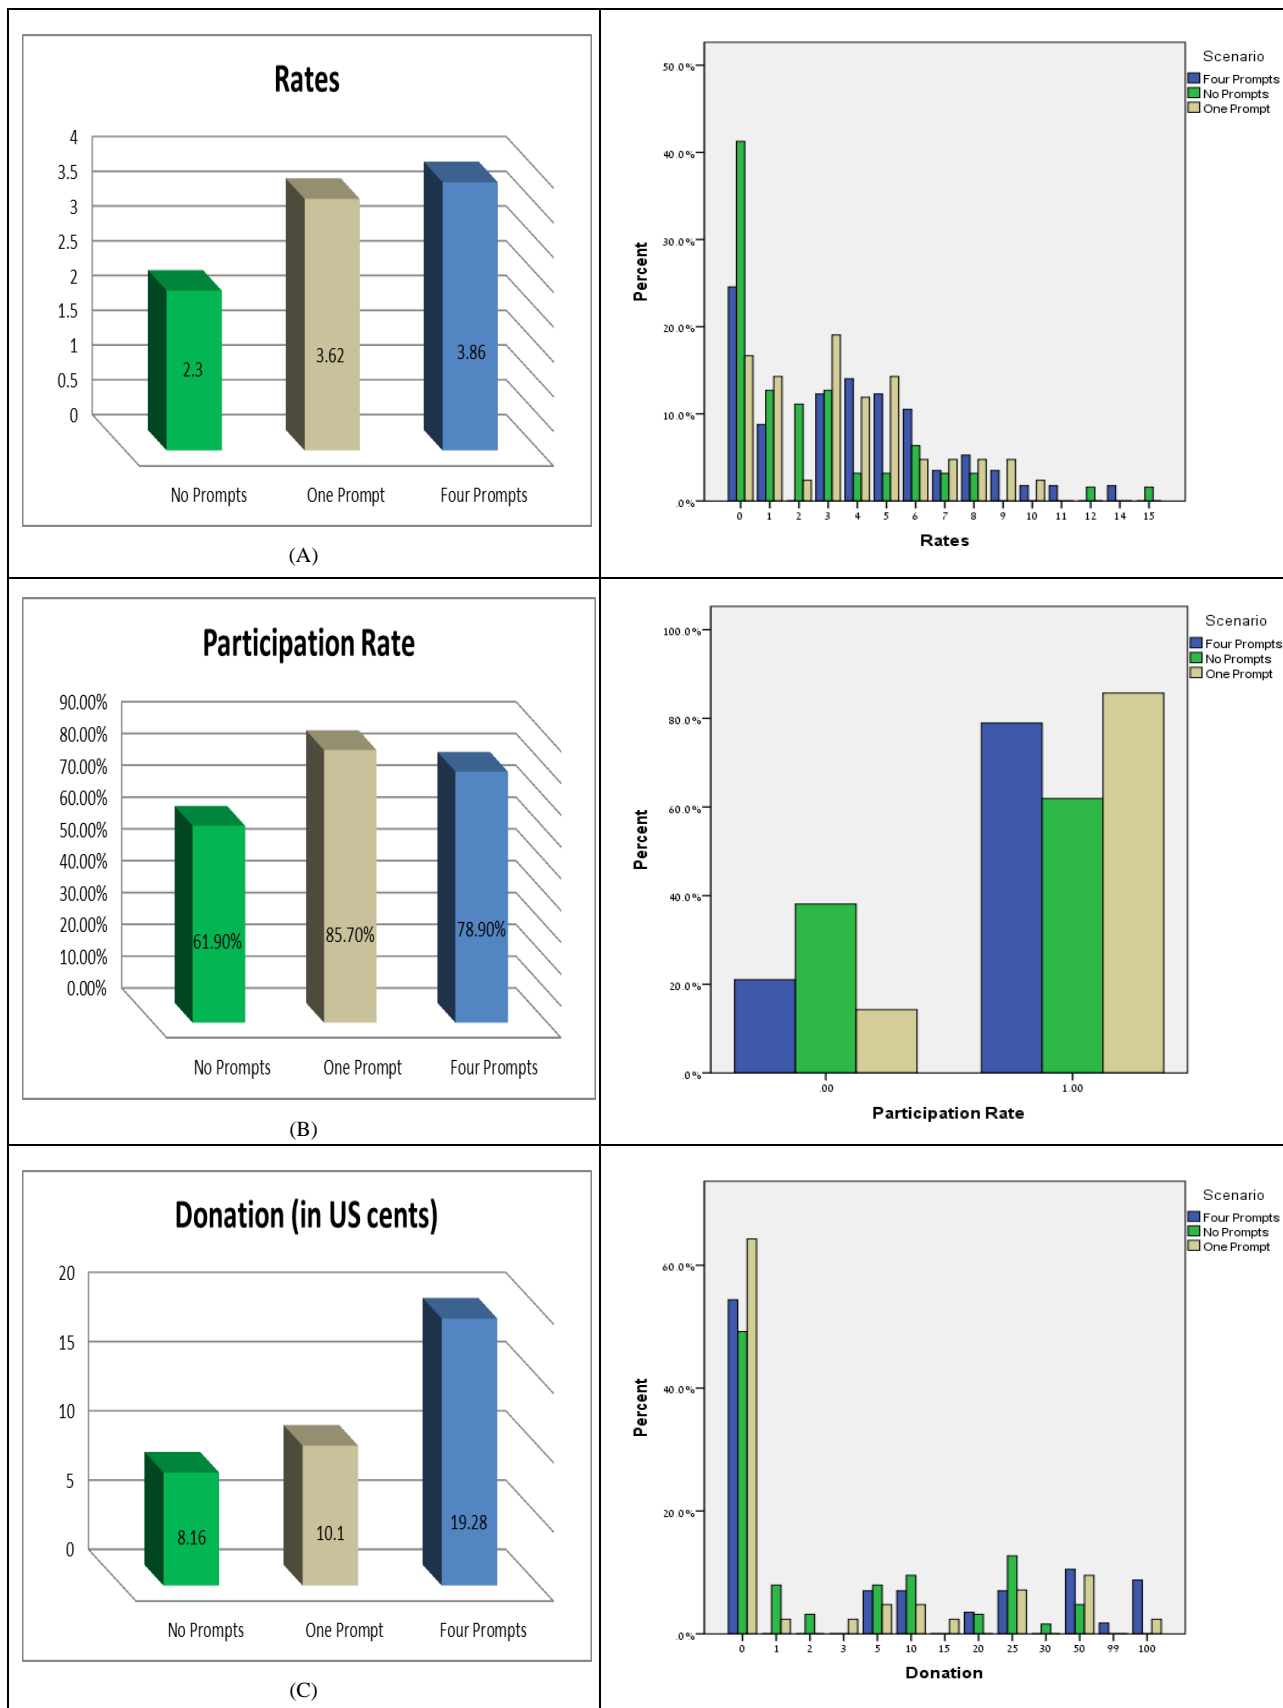 Rates
4
3.5
3
2.5
2
1.5
1
0.5
0
2.3
3.62
3.86
No Prompts One Prompt Four Prompts
(A)
Scenario
Four Prompts
No Prompts
One Prompt
50.0%
40.0%
30.0%
20.0%
10.0%
.0%
Percent
0 1 2 3 4 5 6 7 8 9 10 11 12 14 15
Rates
Participation Rate
90.00%
80.00%
70.00%
60.00%
50.00%
40.00%
30.00%
20.00%
10.00%
0.00%
61.90%
85.70%
78.90%
No Prompts One Prompt Four Prompts
(B)
Scenario
Four Prompts
No Prompts
One Prompt
100.0%
80.0%
60.0%
40.0%
20.0%
.0%
Percent
.00 1.00
Participation Rate
Donation (in US cents)
20
15
10
5
0
8.16
10.1
19.28
No Prompts One Prompt Four Prompts
(C)
Scenario
Four Prompts
No Prompts
One Prompt
60.0%
40.0%
20.0%
.0%
Percent
0 1 2 3 5 10 15 20 25 30 50 99 100
Donation